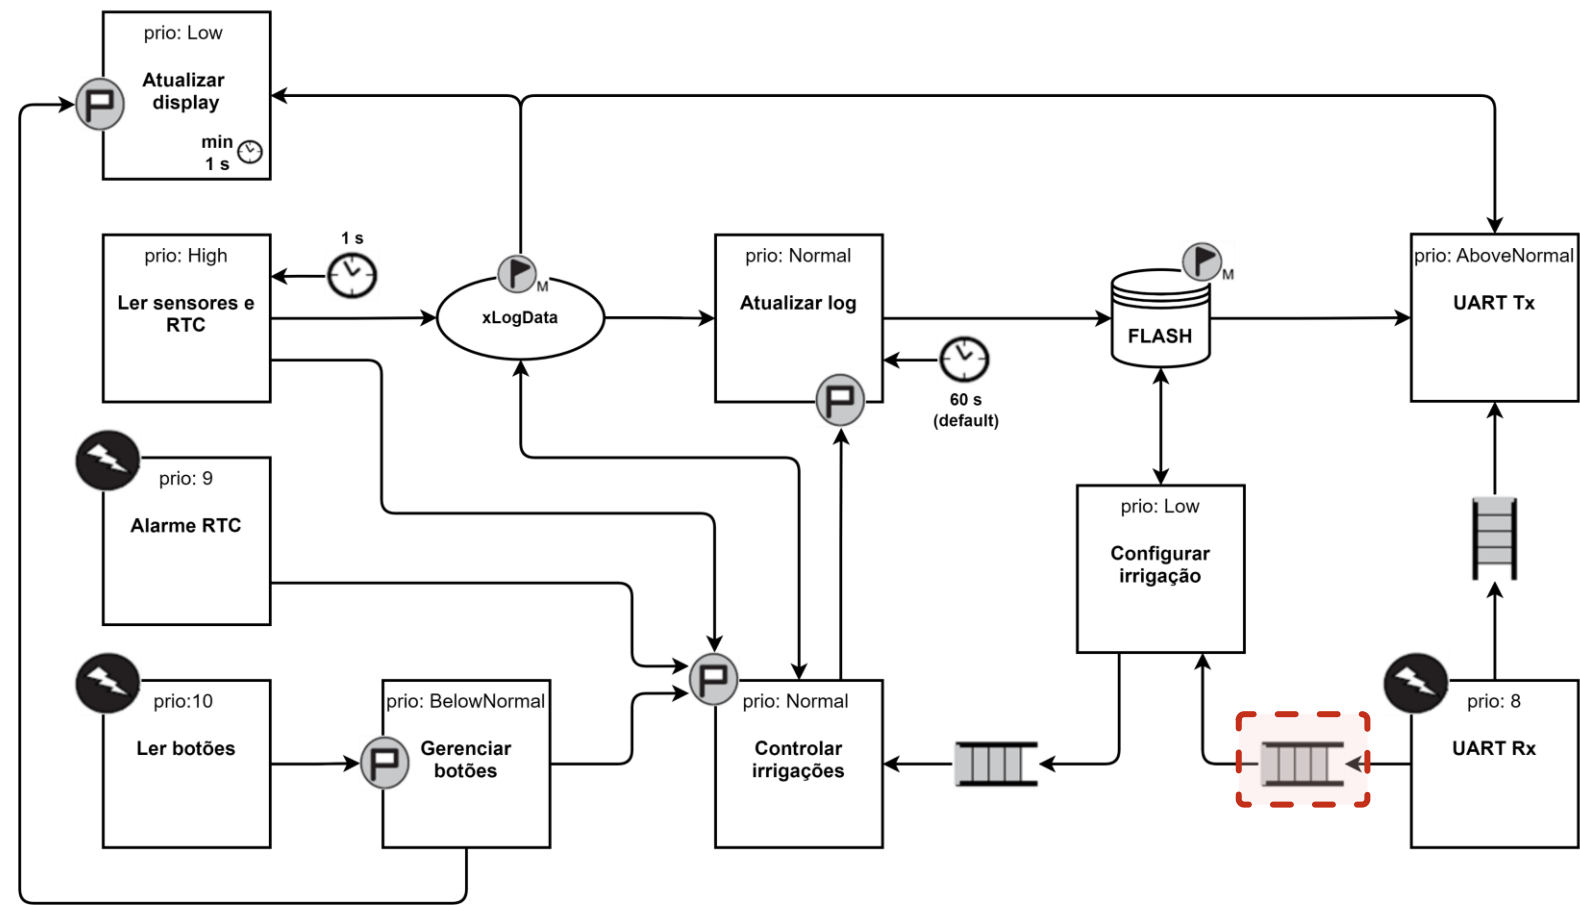 prio: Low
Atualizar
display
min
1 s
prio: High
Ler sensores e
RTC
1 s
M
xLogData
prio: Normal
Atualizar log
60 s
(default)
M
FLASH
prio: AboveNormal
UART Tx
prio: 9
Alarme RTC
prio: Low
Configurar
irrigação
prio:10
Ler botões
prio: BelowNormal
Gerenciar
botões
prio: Normal
Controlar
irrigações
prio: 8
UART Rx